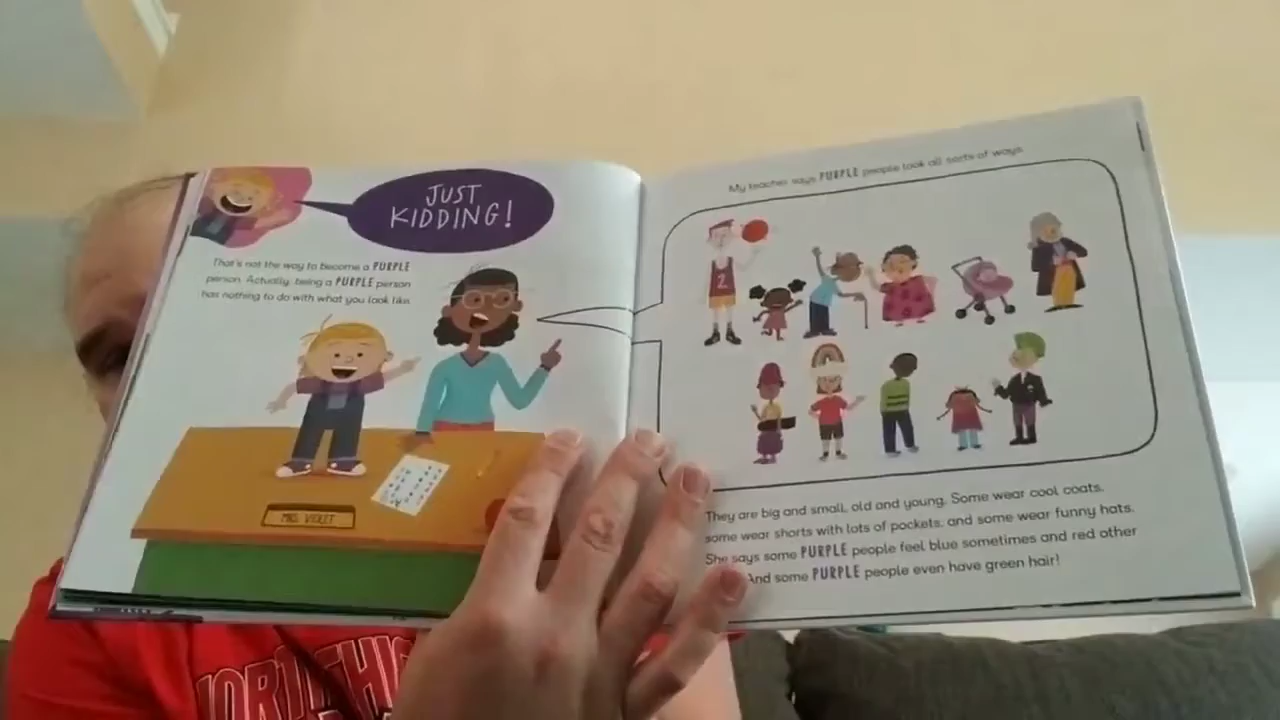 JUST
KIDDING!
That's not the way to become a PURPLE
person. Actually, being a PURPLE person
has nothing to do with what you look like.
MRS. VIOLET
My teacher says PURPLE people look all sorts of ways.
2
They are big and small, old and young. Some wear cool coats,
some wear shorts with lots of pockets, and some wear funny hats.
She says some PURPLE people feel blue sometimes and red other
And some PURPLE people even have green hair!